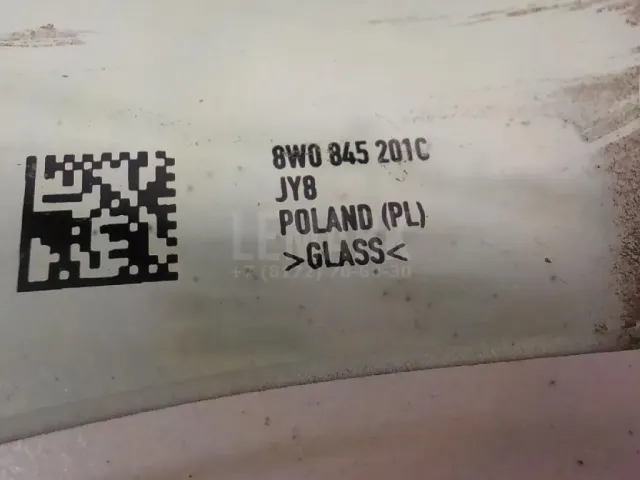 8W0 845 201C
JY8
POLAND (PL)
>GLASS<